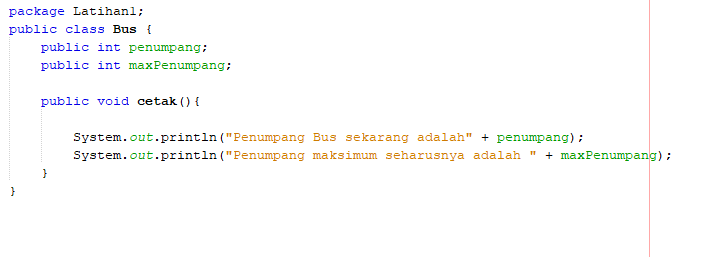 package Latihan1;
public class Bus {
public int penumpang;
public int maxPenumpang;
public void cetak(){
System.out.println("Penumpang Bus sekarang adalah" + penumpang);
System.out.println("Penumpang maksimum seharusnya adalah " + maxPenumpang);
}
}